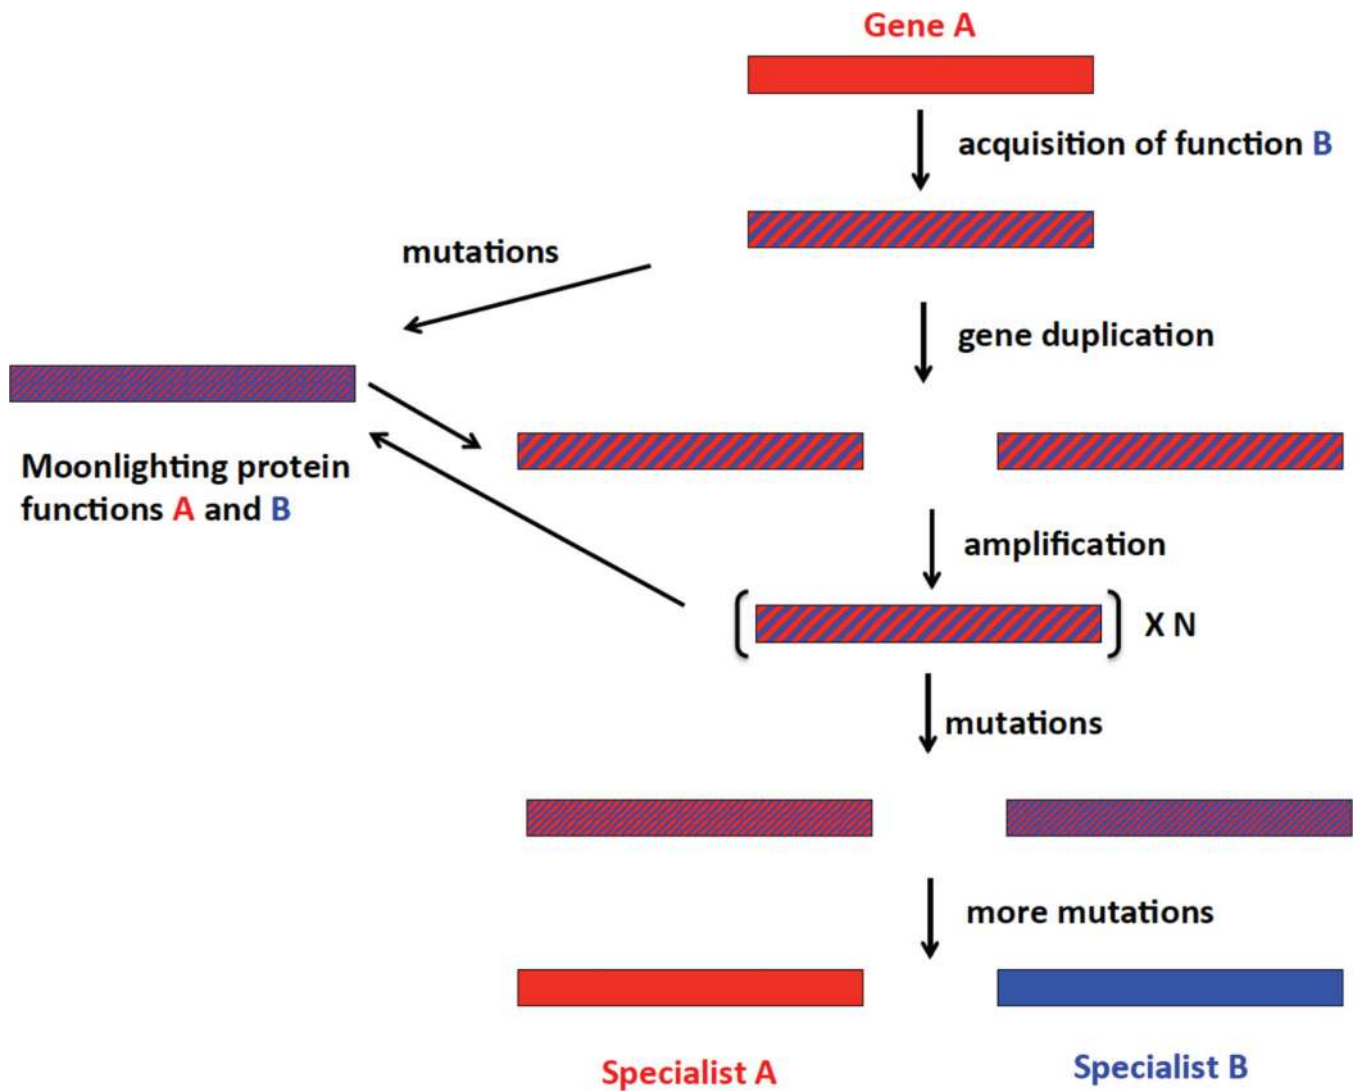 Gene A
acquisition of function B
mutations
gene duplication
Moonlighting protein
functions A and B
amplification
X N
mutations
more mutations
Specialist A
Specialist B